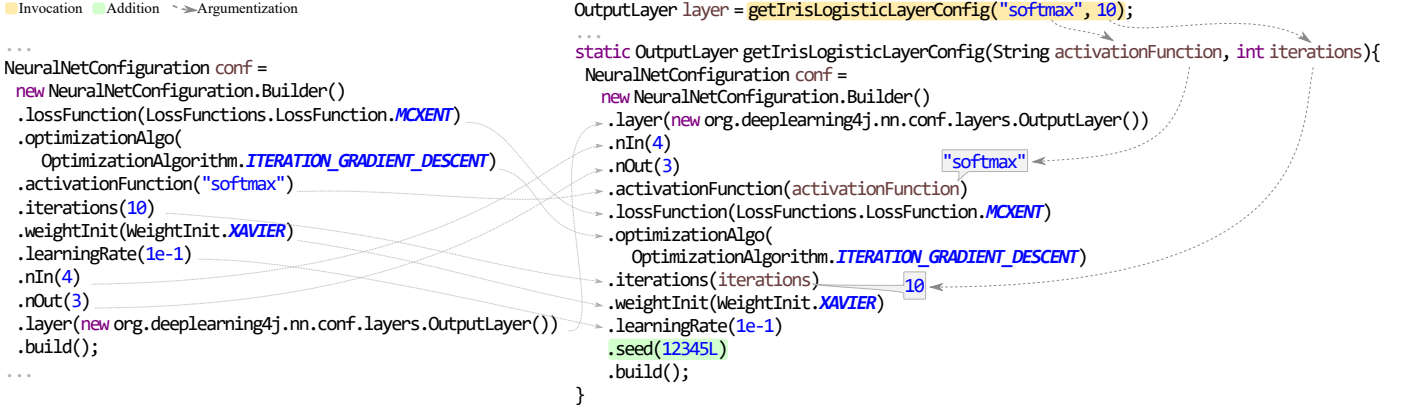 Invocation Addition Argumentization
...
NeuralNetConfiguration conf =
new NeuralNetConfiguration.Builder()
.lossFunction(LossFunctions.LossFunction.MCXENT)
.optimizationAlgo(
OptimizationAlgorithm.ITERATION_GRADIENT_DESCENT)
.activationFunction("softmax")
.iterations(10)
.weightInit(WeightInit.XAVIER)
.learningRate(1e-1)
.nIn(4)
.nOut(3)
.layer(new org.deeplearning4j.nn.conf.layers.OutputLayer())
.build();
...
OutputLayer layer = getIrisLogisticLayerConfig("softmax", 10);
...
static OutputLayer getIrisLogisticLayerConfig(String activationFunction, int iterations){
NeuralNetConfiguration conf =
new NeuralNetConfiguration.Builder()
.layer(new org.deeplearning4j.nn.conf.layers.OutputLayer())
.nIn(4)
.nOut(3)
"softmax"
.activationFunction(activationFunction)
.lossFunction(LossFunctions.LossFunction.MCXENT)
.optimizationAlgo(
OptimizationAlgorithm.ITERATION_GRADIENT_DESCENT)
.iterations(iterations)
10
.weightInit(WeightInit.XAVIER)
.learningRate(1e-1)
.seed(12345L)
.build();
}